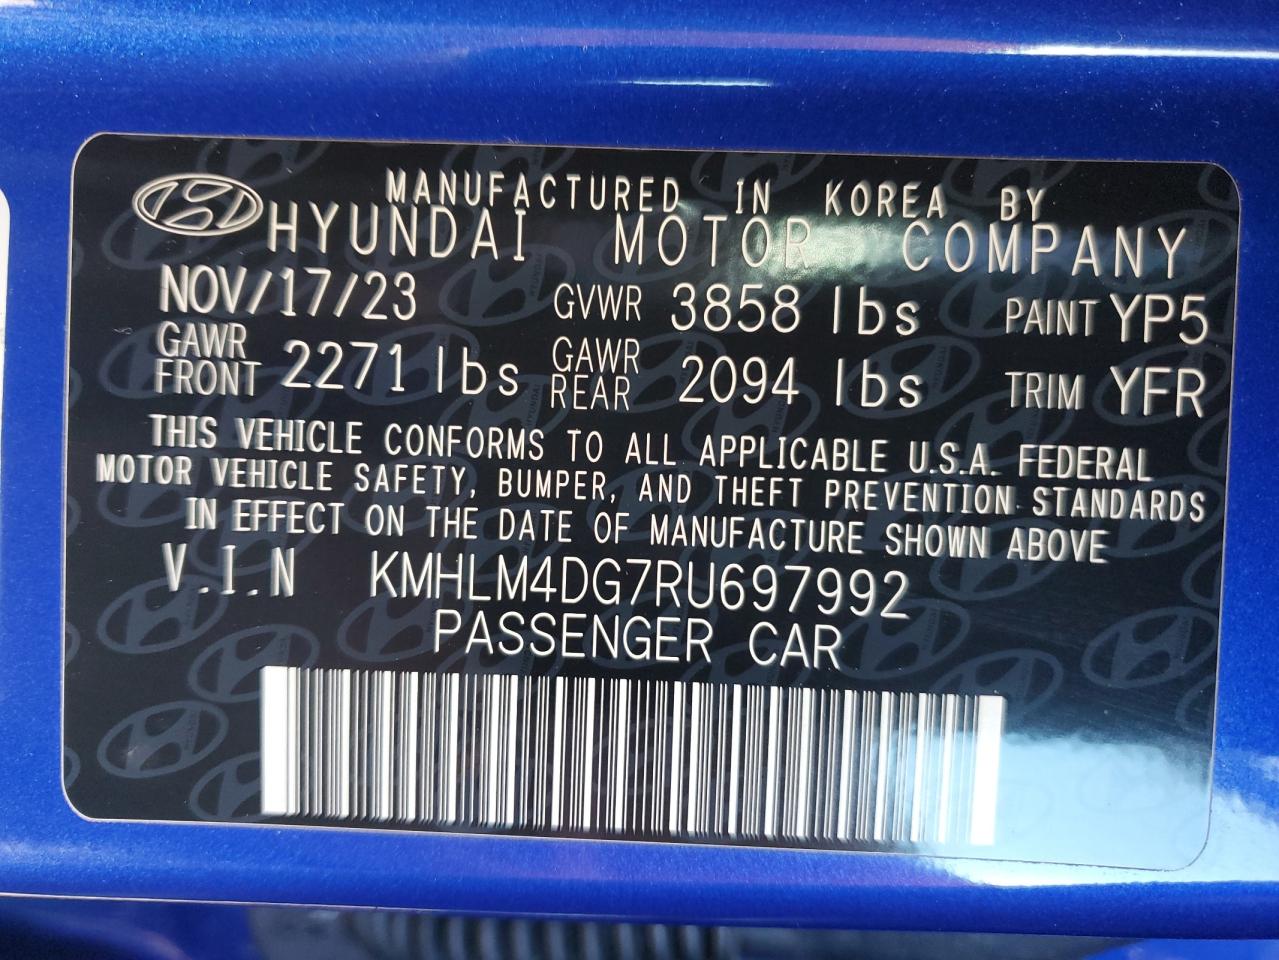 MANUFACTURED IN KOREA BY
HYUNDAI MOTOR COMPANY
NOV/17/23 GVWR 3858 lbs PAINT YP5
GAWR FRONT 2271 lbs GAWR REAR 2094 lbs TRIM YFR
THIS VEHICLE CONFORMS TO ALL APPLICABLE U.S.A. FEDERAL
MOTOR VEHICLE SAFETY, BUMPER, AND THEFT PREVENTION STANDARDS
IN EFFECT ON THE DATE OF MANUFACTURE SHOWN ABOVE
V.I.N KMHLM4DG7RU697992
PASSENGER CAR